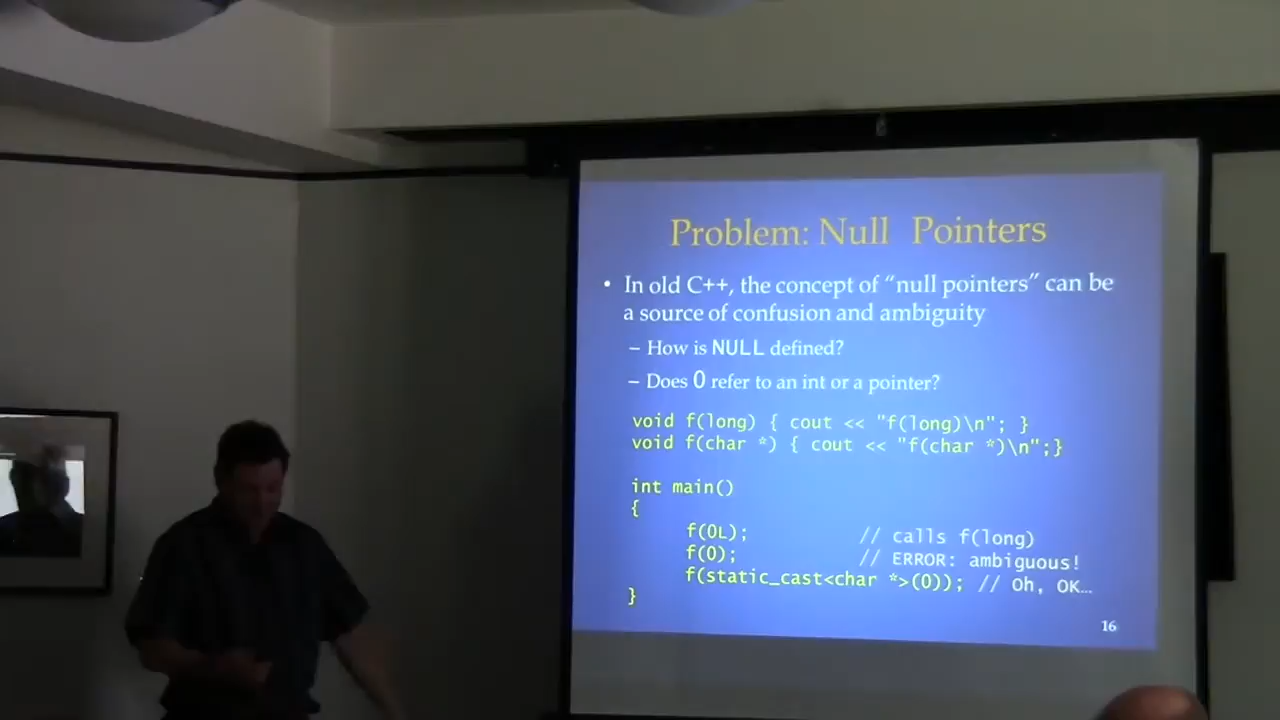 Problem: Null Pointers
• In old C++, the concept of “null pointers” can be
a source of confusion and ambiguity
– How is NULL defined?
– Does 0 refer to an int or a pointer?
void f(long) { cout << "f(long)\n"; }
void f(char *) { cout << "f(char *)\n";}
int main()
{
f(0L); // calls f(long)
f(0); // ERROR: ambiguous!
f(static_cast<char *>(0)); // Oh, OK…
}
16